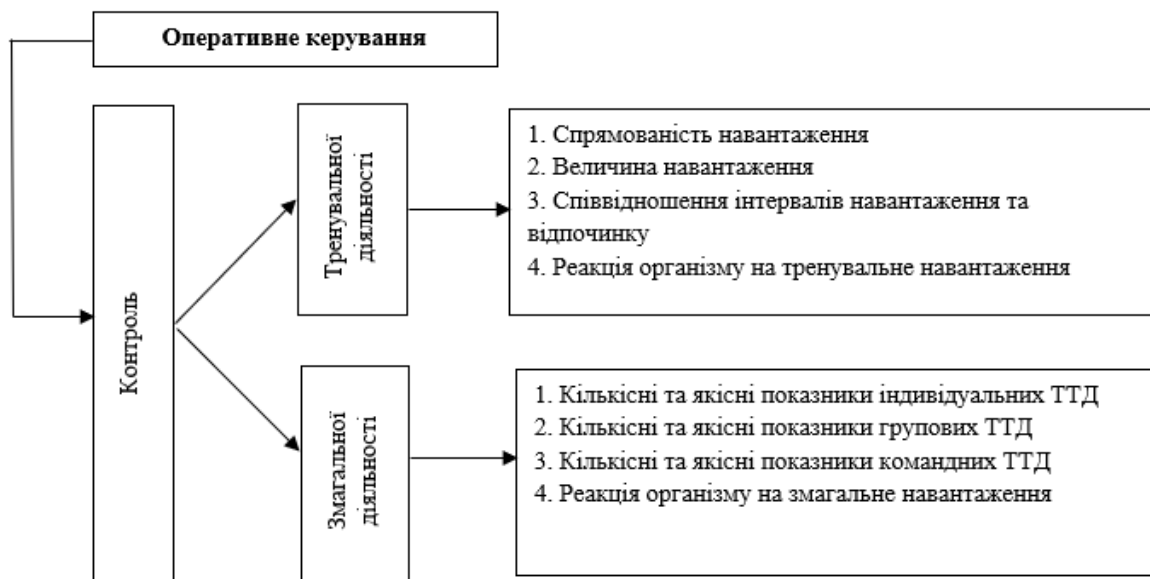 Оперативне керування
Контроль
Тренувальної
діяльності
1. Спрямованість навантаження
2. Величина навантаження
3. Співвідношення інтервалів навантаження та
відпочинку
4. Реакція організму на тренувальне навантаження
Змагальної
діяльності
1. Кількісні та якісні показники індивідуальних ТТД
2. Кількісні та якісні показники групових ТТД
3. Кількісні та якісні показники командних ТТД
4. Реакція організму на змагальне навантаження